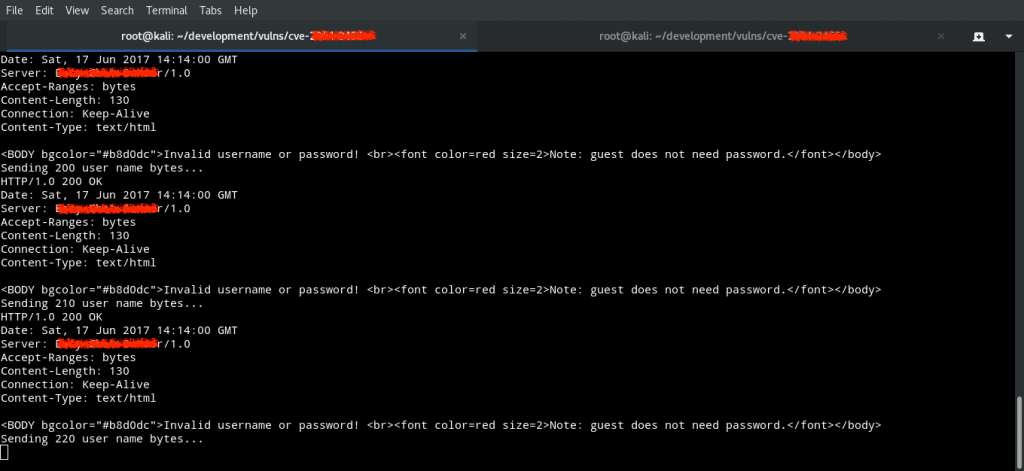 File Edit View Search Terminal Tabs Help
root@kali: ~/development/vulns/cve- × root@kali: ~/development/vulns/cve- ×
Date: Sat, 17 Jun 2017 14:14:00 GMT
Server: r/1.0
Accept-Ranges: bytes
Content-Length: 130
Connection: Keep-Alive
Content-Type: text/html
<BODY bgcolor="#b8d0dc">Invalid username or password! <br><font color=red size=2>Note: guest does not need password.</font></body>
Sending 200 user name bytes...
HTTP/1.0 200 OK
Date: Sat, 17 Jun 2017 14:14:00 GMT
Server: r/1.0
Accept-Ranges: bytes
Content-Length: 130
Connection: Keep-Alive
Content-Type: text/html
<BODY bgcolor="#b8d0dc">Invalid username or password! <br><font color=red size=2>Note: guest does not need password.</font></body>
Sending 210 user name bytes...
HTTP/1.0 200 OK
Date: Sat, 17 Jun 2017 14:14:00 GMT
Server: r/1.0
Accept-Ranges: bytes
Content-Length: 130
Connection: Keep-Alive
Content-Type: text/html
<BODY bgcolor="#b8d0dc">Invalid username or password! <br><font color=red size=2>Note: guest does not need password.</font></body>
Sending 220 user name bytes...